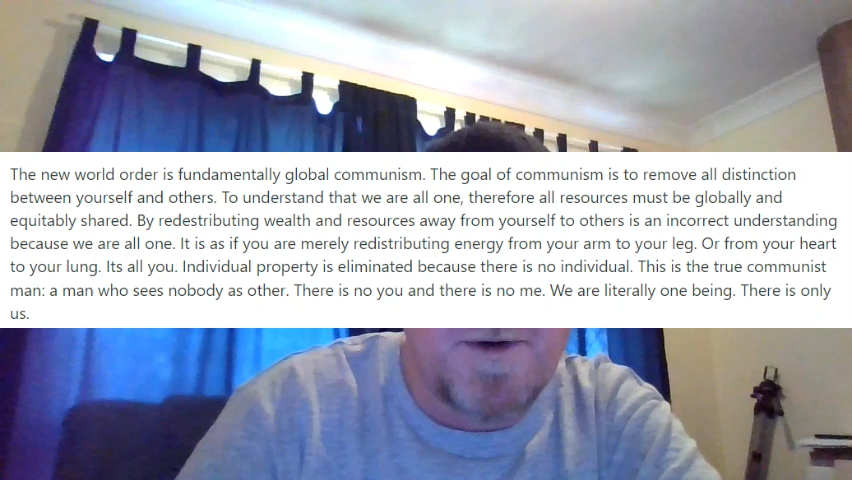 The new world order is fundamentally global communism. The goal of communism is to remove all distinction
between yourself and others. To understand that we are all one, therefore all resources must be globally and
equitably shared. By redestributing wealth and resources away from yourself to others is an incorrect understanding
because we are all one. It is as if you are merely redistributing energy from your arm to your leg. Or from your heart
to your lung. Its all you. Individual property is eliminated because there is no individual. This is the true communist
man: a man who sees nobody as other. There is no you and there is no me. We are literally one being. There is only
us.